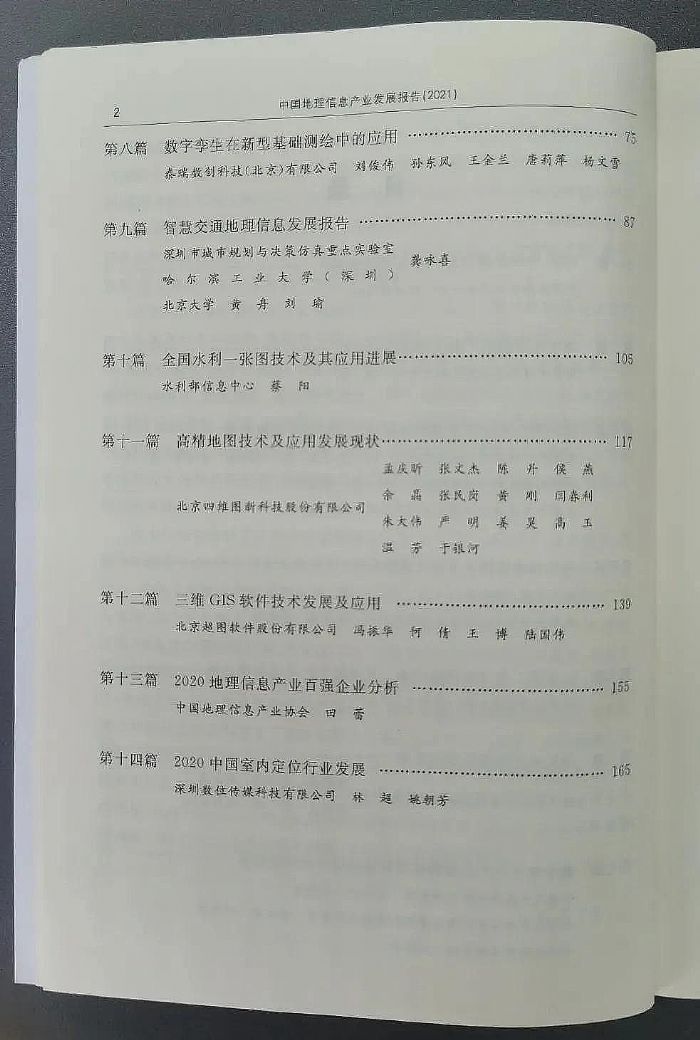 2 中国地理信息产业发展报告(2021)
第八篇 数字孪生在新型基础测绘中的应用 …… 75
泰瑞数创科技(北京)有限公司 刘俊伟 孙东风 王金兰 唐莉萍 杨文雪
第九篇 智慧交通地理信息发展报告 …… 87
深圳市城市规划与决策仿真重点实验室
哈尔滨工业大学(深圳) 龚咏喜
北京大学 黄舟 刘瑜
第十篇 全国水利一张图技术及其应用进展 …… 105
水利部信息中心 蔡阳
第十一篇 高精地图技术及应用发展现状 …… 117
孟庆昕 张文杰 陈卉 侯燕
余晶 张民岗 黄刚 闫春利
北京四维图新科技股份有限公司
朱大伟 严明 姜昊 高玉
温芳 于银河
第十二篇 三维GIS软件技术发展及应用 …… 139
北京超图软件股份有限公司 冯振华 何倩 王博 陆国伟
第十三篇 2020地理信息产业百强企业分析 …… 155
中国地理信息产业协会 田蕾
第十四篇 2020中国室内定位行业发展 …… 165
深圳数位传媒科技有限公司 林超 姚朝芳